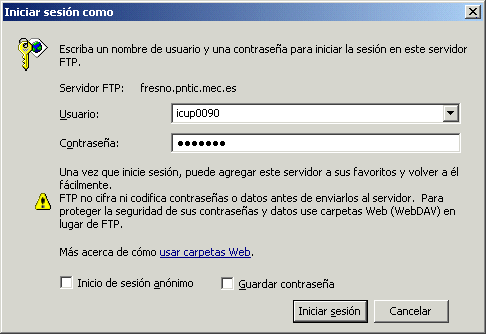 Iniciar sesión como
Escriba un nombre de usuario y una contraseña para iniciar la sesión en este servidor
FTP.
Servidor FTP: fresno.pntic.mec.es
Usuario: icup0090
Contraseña: ●●●●●●●
Una vez que inicie sesión, puede agregar este servidor a sus favoritos y volver a él
fácilmente.
FTP no cifra ni codifica contraseñas o datos antes de enviarlos al servidor. Para
proteger la seguridad de sus contraseñas y datos use carpetas Web (WebDAV) en
lugar de FTP.
Más acerca de cómo usar carpetas Web.
Inicio de sesión anónimo Guardar contraseña
Iniciar sesión Cancelar